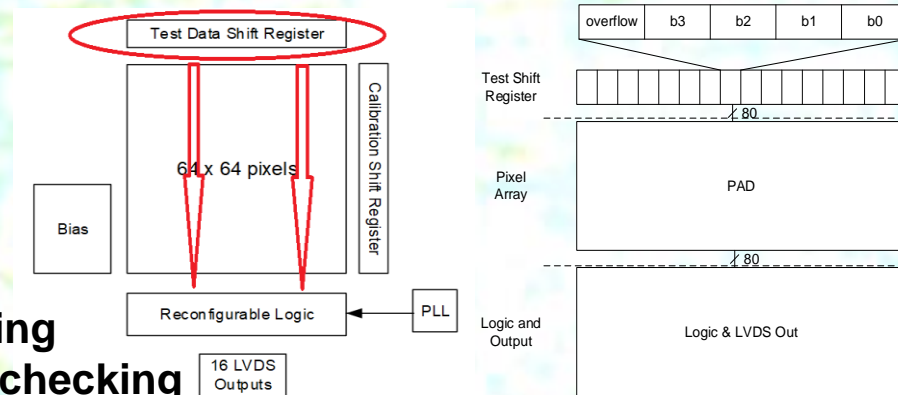 Test Data Shift Register
64 x 64 pixels
Calibration Shift Register
Bias
Reconfigurable Logic
PLL
16 LVDS
Outputs
checking
overflow b3 b2 b1 b0
Test Shift
Register
80
Pixel
Array
PAD
80
Logic and
Output
Logic & LVDS Out